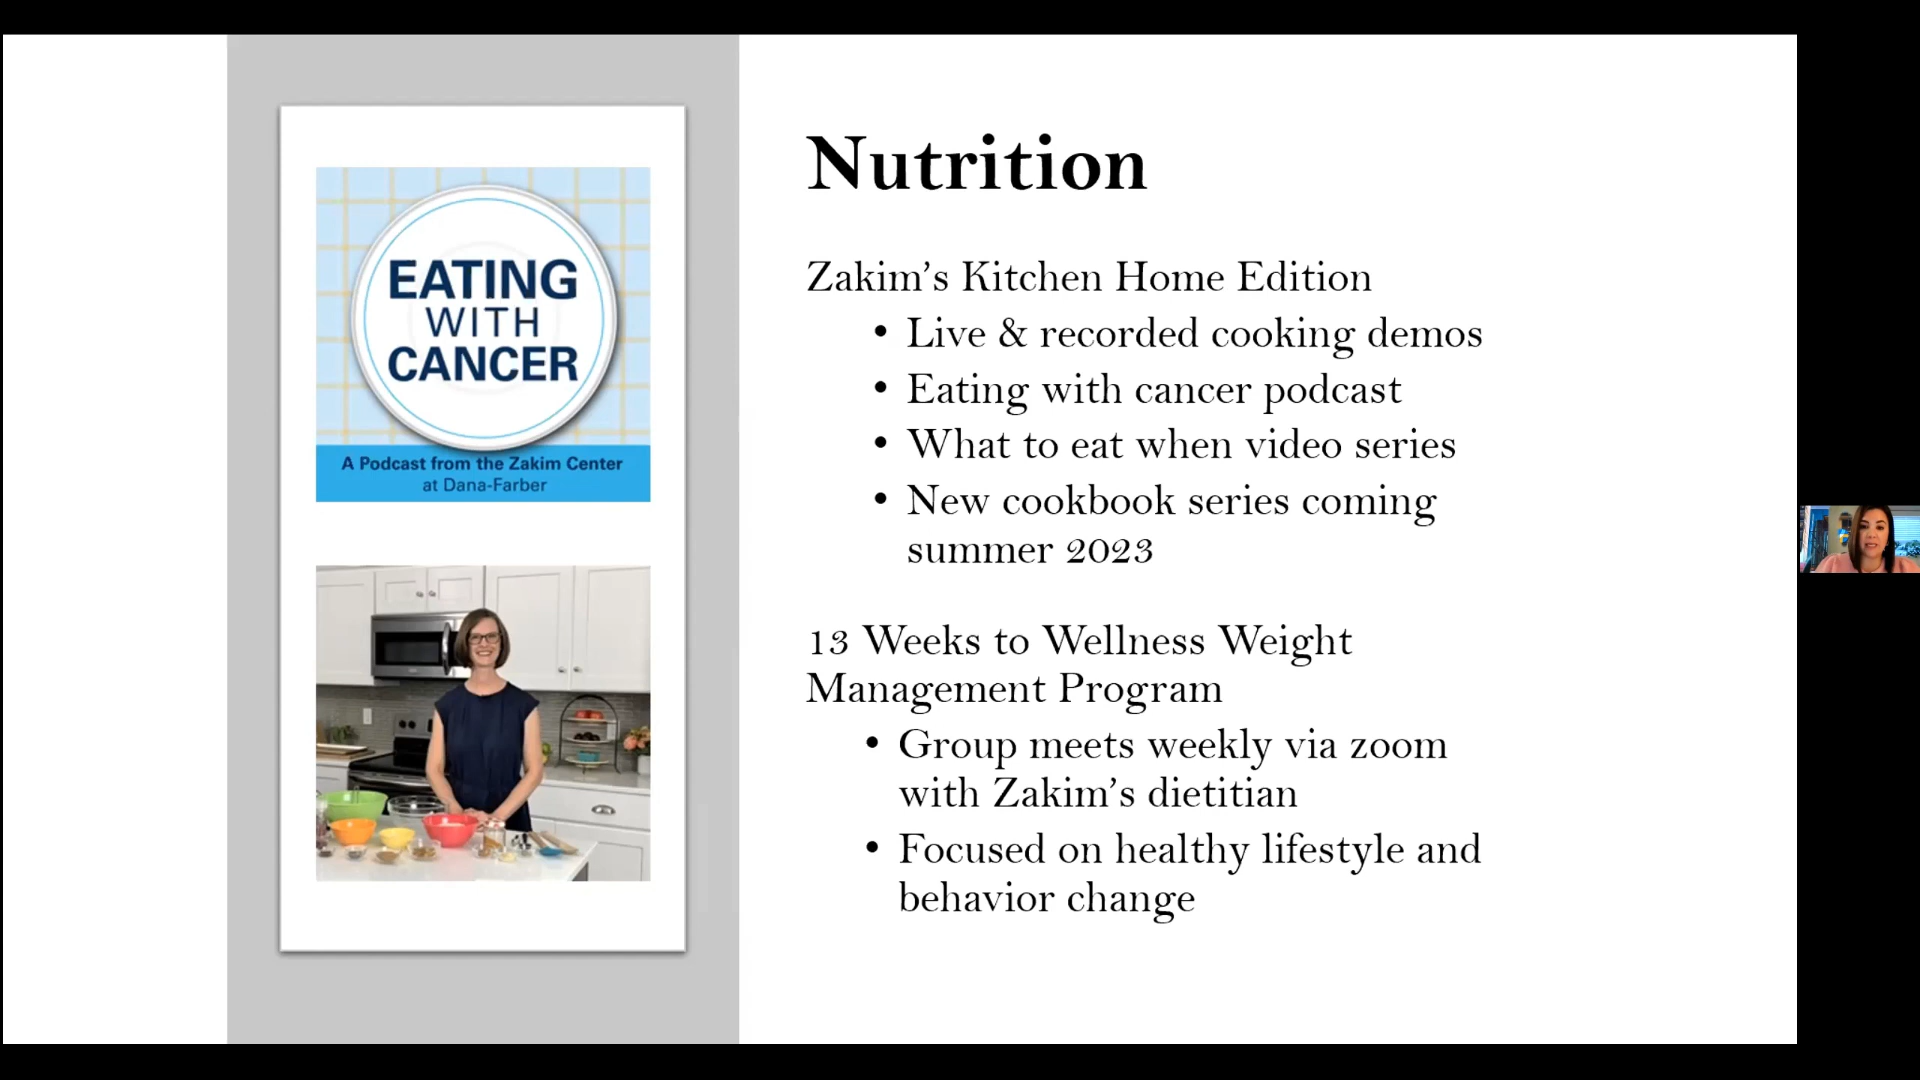 EATING
WITH
CANCER
A Podcast from the Zakim Center
at Dana-Farber
Nutrition
Zakim’s Kitchen Home Edition
• Live & recorded cooking demos
• Eating with cancer podcast
• What to eat when video series
• New cookbook series coming
summer 2023
13 Weeks to Wellness Weight
Management Program
• Group meets weekly via zoom
with Zakim’s dietitian
• Focused on healthy lifestyle and
behavior change